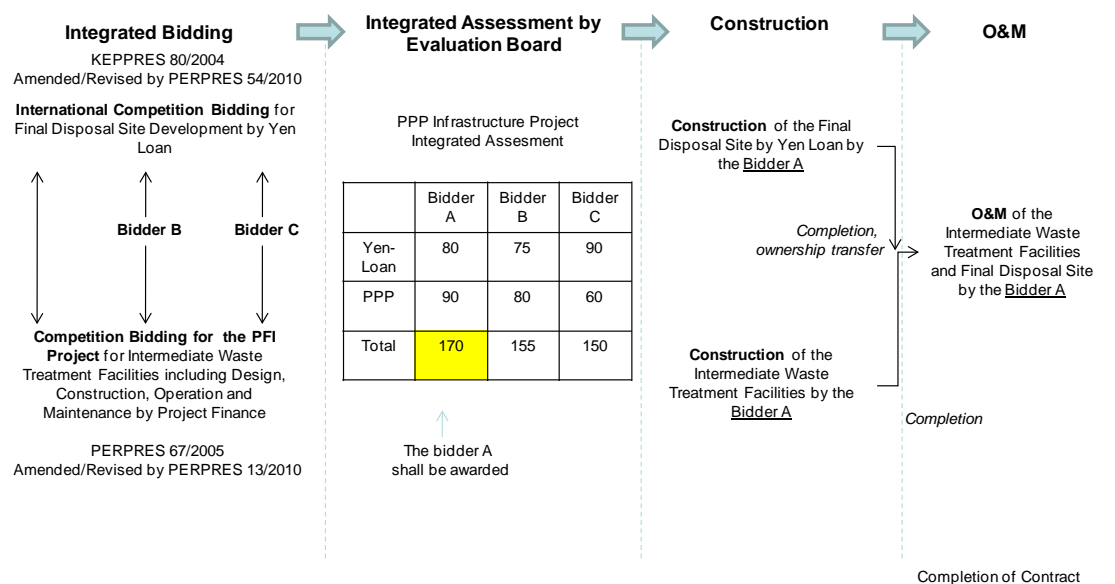 Integrated Bidding
KEPPRES 80/2004
Amended/Revised by PERPRES 54/2010
International Competition Bidding for
Final Disposal Site Development by Yen
Loan
Bidder B
Bidder C
Competition Bidding for the PFI
Project for Intermediate Waste
Treatment Facilities including Design,
Construction, Operation and
Maintenance by Project Finance
PERPRES 67/2005
Amended/Revised by PERPRES 13/2010
Integrated Assessment by
Evaluation Board
PPP Infrastructure Project
Integrated Assesment
Bidder
A
Bidder
B
Bidder
C
Yen-
Loan
80
75
90
PPP
90
80
60
Total
170
155
150
The bidder A
shall be awarded
Construction
Construction of the Final
Disposal Site by Yen Loan by
the Bidder A
Completion,
ownership transfer
Construction of the
Intermediate Waste
Treatment Facilities by the
Bidder A
O&M
O&M of the
Intermediate Waste
Treatment Facilities
and Final Disposal Site
by the Bidder A
Completion
Completion of Contract